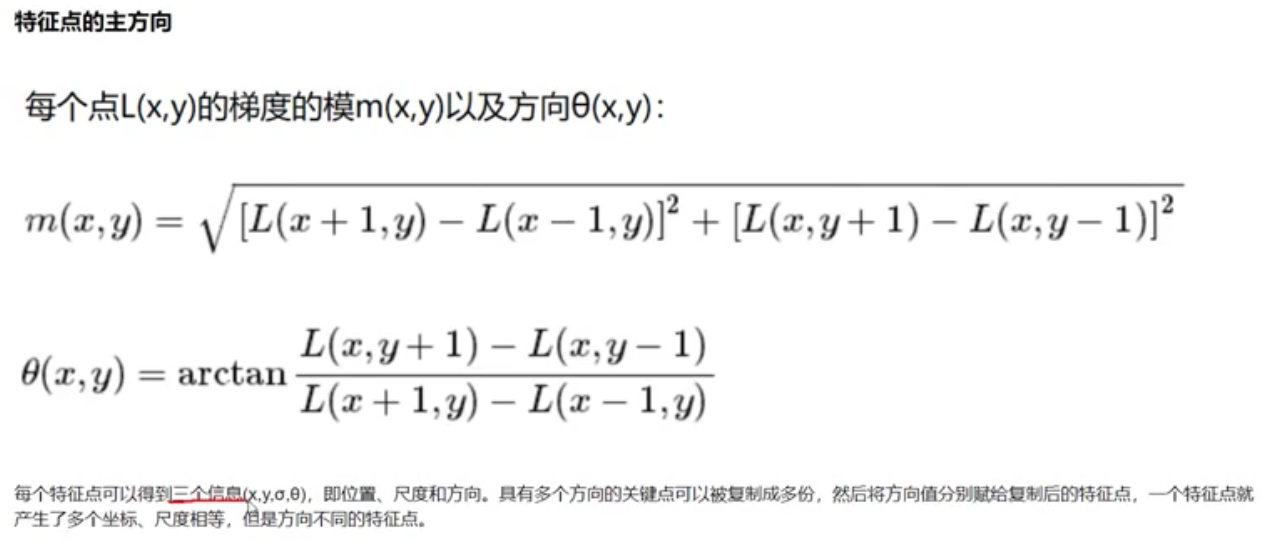 特征点的主方向
每个点L(x,y)的梯度的模m(x,y)以及方向θ(x,y)：
m(x,y) = √[L(x + 1,y) − L(x − 1,y)]² + [L(x,y + 1) − L(x,y − 1)]²
θ(x,y) = arctan L(x,y + 1) − L(x,y − 1) / L(x + 1,y) − L(x − 1,y)
每个特征点可以得到三个信息(x,y,σ,θ)，即位置、尺度和方向。具有多个方向的关键点可以被复制成多份，然后将方向值分别赋给复制后的特征点，一个特征点就
产生了多个坐标、尺度相等，但是方向不同的特征点。